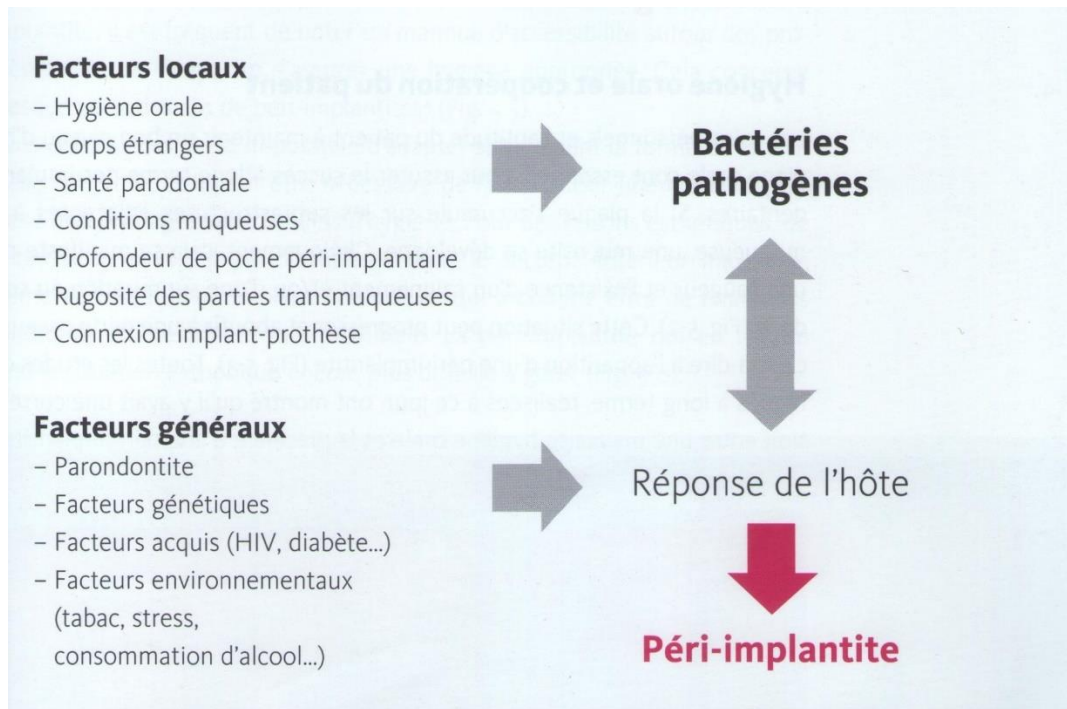 Facteurs locaux
– Hygiène orale
– Corps étrangers
– Santé parodontale
– Conditions muqueuses
– Profondeur de poche péri-implantaire
– Rugosité des parties transmuqueuses
– Connexion implant-prothèse
Bactéries
pathogènes
Facteurs généraux
– Parondontite
– Facteurs génétiques
– Facteurs acquis (HIV, diabète...)
– Facteurs environnementaux
(tabac, stress,
consommation d'alcool...)
Réponse de l'hôte
Péri-implantite